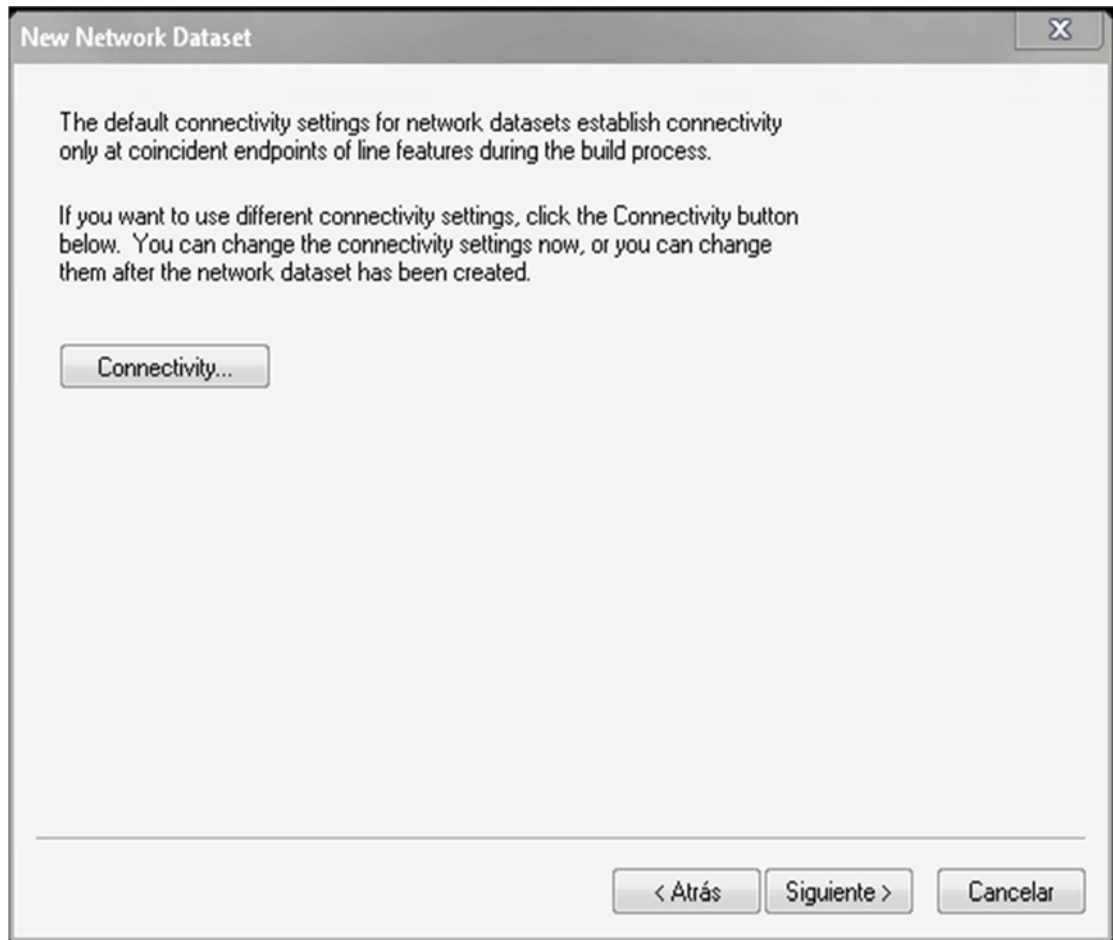 New Network Dataset
The default connectivity settings for network datasets establish connectivity
only at coincident endpoints of line features during the build process.
If you want to use different connectivity settings, click the Connectivity button
below. You can change the connectivity settings now, or you can change
them after the network dataset has been created.
Connectivity...
< Atrás
Siguiente >
Cancelar